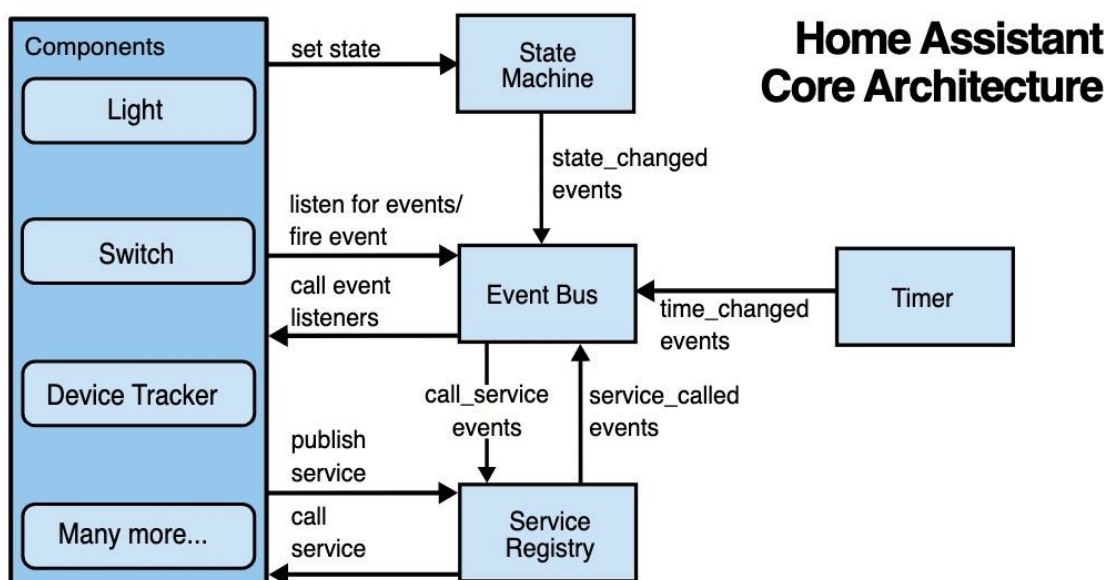 Home Assistant
Core Architecture
Components
Light
Switch
Device Tracker
Many more...
set state
State
Machine
state_changed
events
listen for events/
fire event
call event
listeners
Event Bus
time_changed
events
Timer
call_service
events
service_called
events
publish
service
call
service
Service
Registry